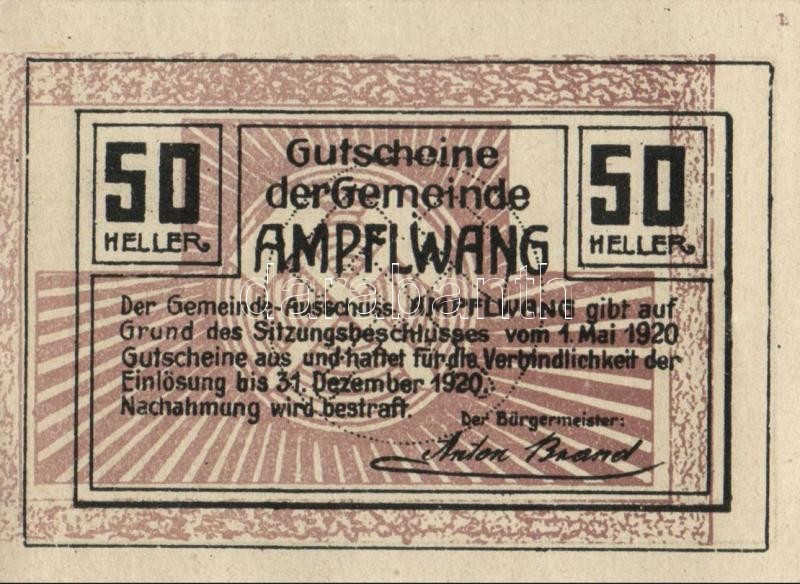 50
HELLER
Gutscheine
der Gemeinde
AMPFLWANG
50
HELLER
Der Gemeinde-Ausschuss AMPFLWANG gibt auf
Grund des Sitzungsbeschlusses vom 1. Mai 1920
Gutscheine aus und haftet für die Verbindlichkeit der
Einlösung bis 31. Dezember 1920.
Nachahmung wird bestraft.
Der Bürgermeister:
Anton Brand
darabanth